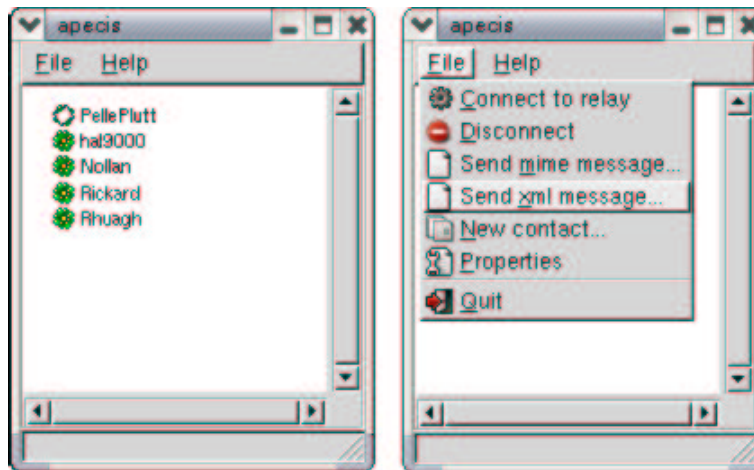 apecis
File Help
PellePlutt
hal9000
Nollan
Rickard
Rhuagh
apecis
File Help
Connect to relay
Disconnect
Send mime message...
Send xml message...
New contact...
Properties
Quit